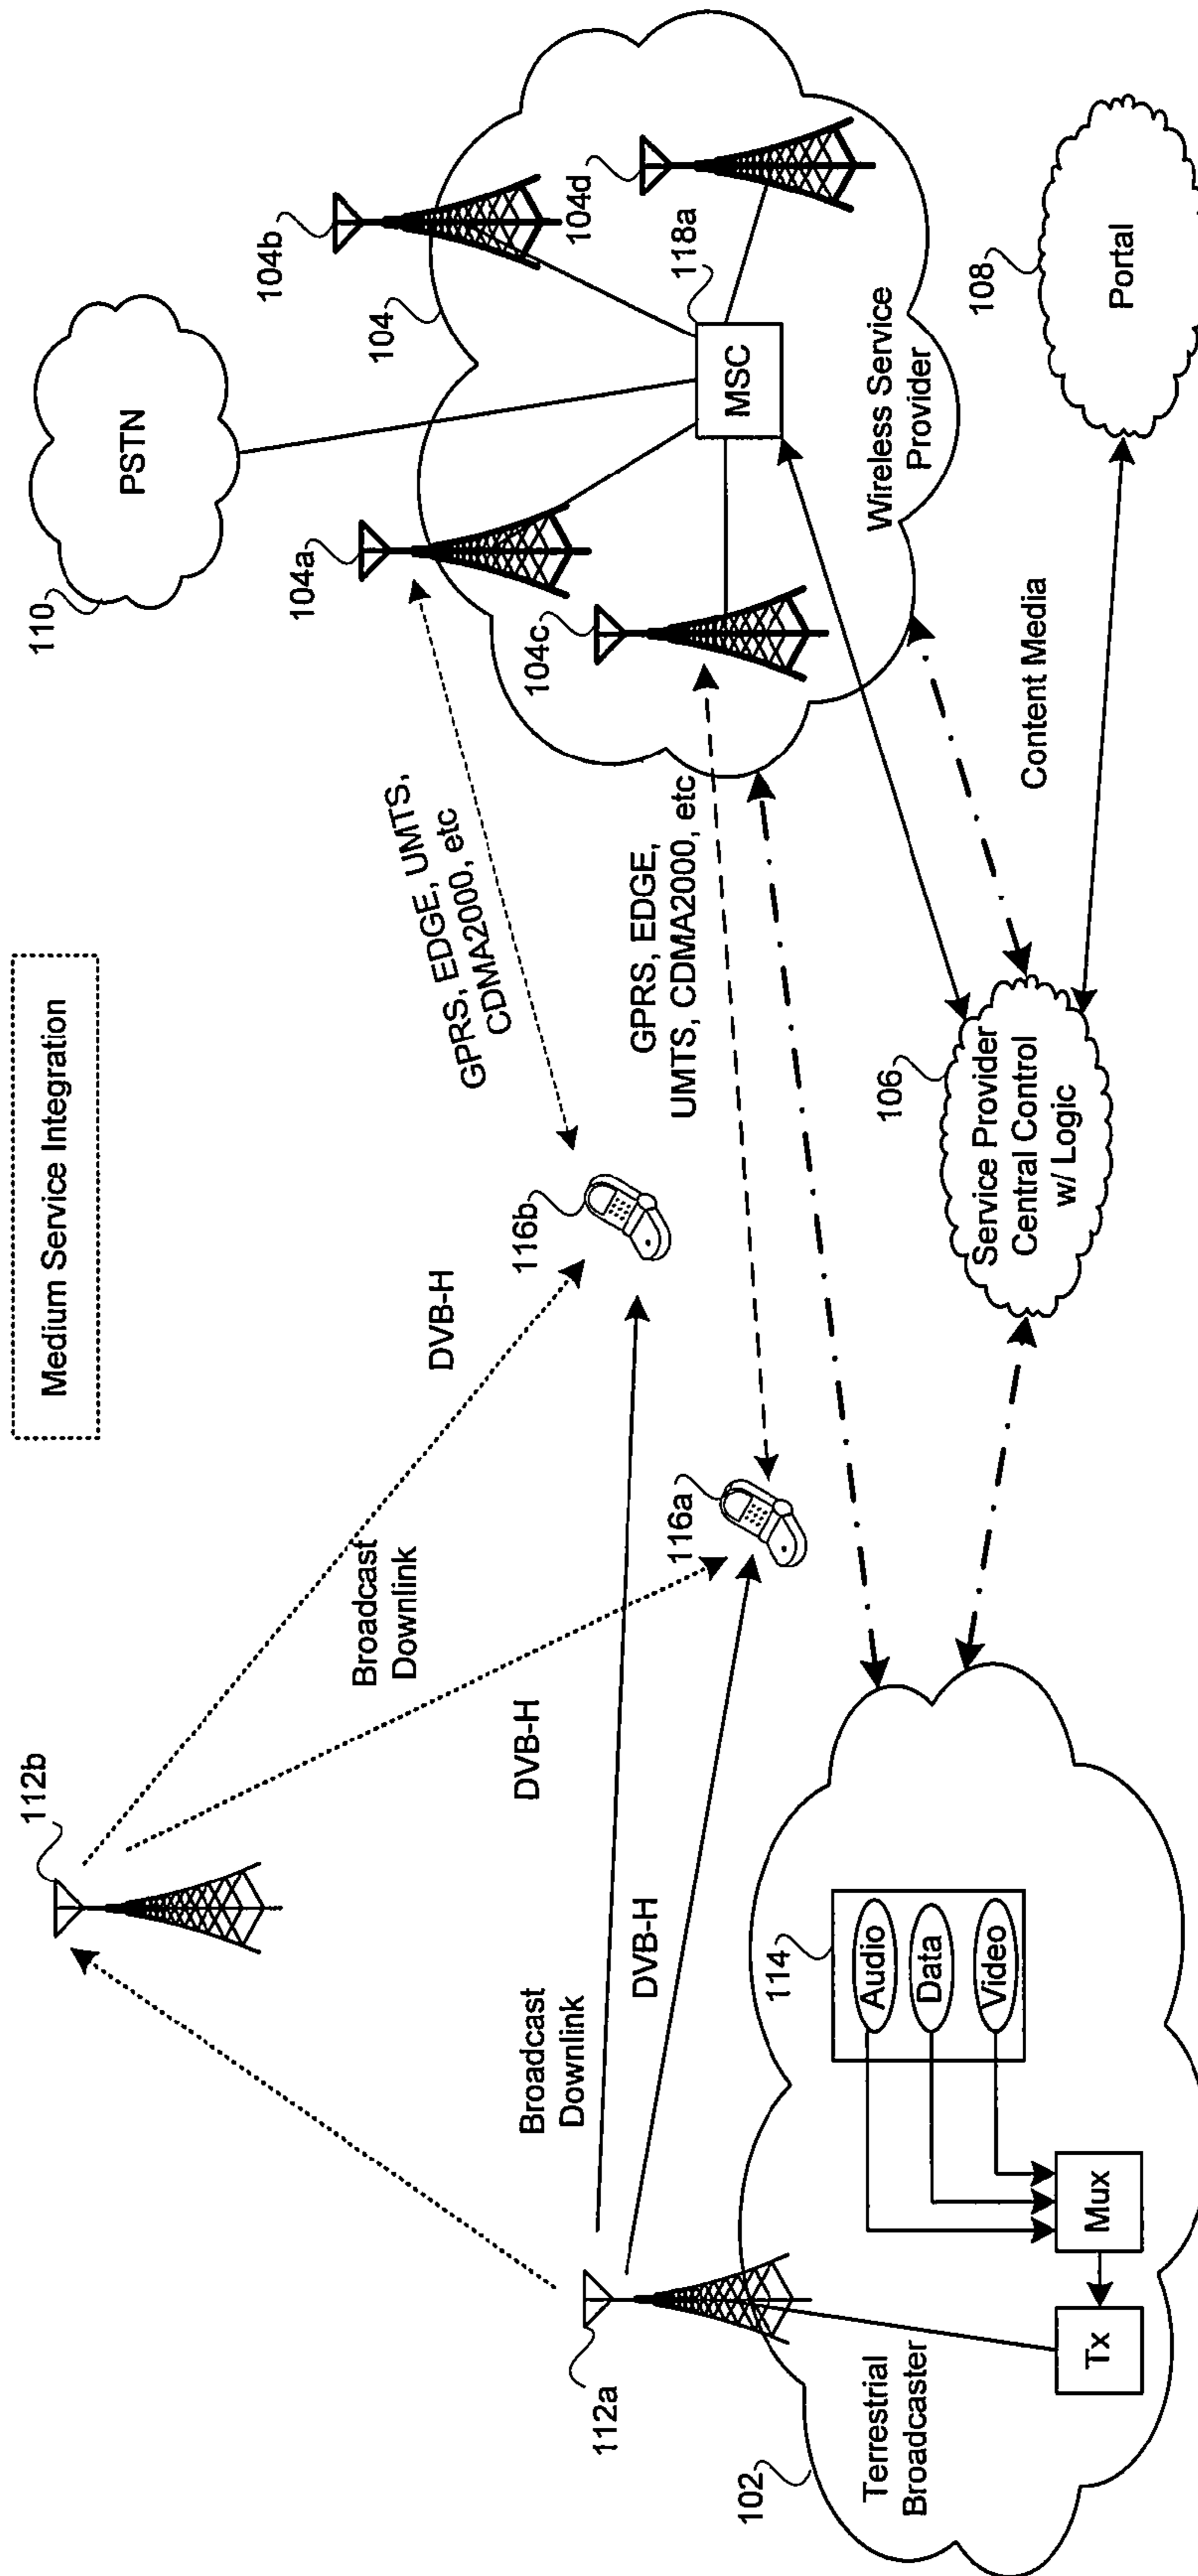 Medium Service Integration
112b
Broadcast
Downlink
DVB-H
DVB-H
Broadcast
Downlink
DVB-H
112a
116a
116b
GPRS, EDGE, UMTS,
CDMA2000, etc
GPRS, EDGE,
UMTS, CDMA2000, etc
110
PSTN
104a
104b
104
104c
104d
118a
MSC
Wireless Service
Provider
102
Terrestrial
Broadcaster
Tx
Mux
114
Audio
Data
Video
106
Service Provider
Central Control
w/ Logic
Content Media
108
Portal